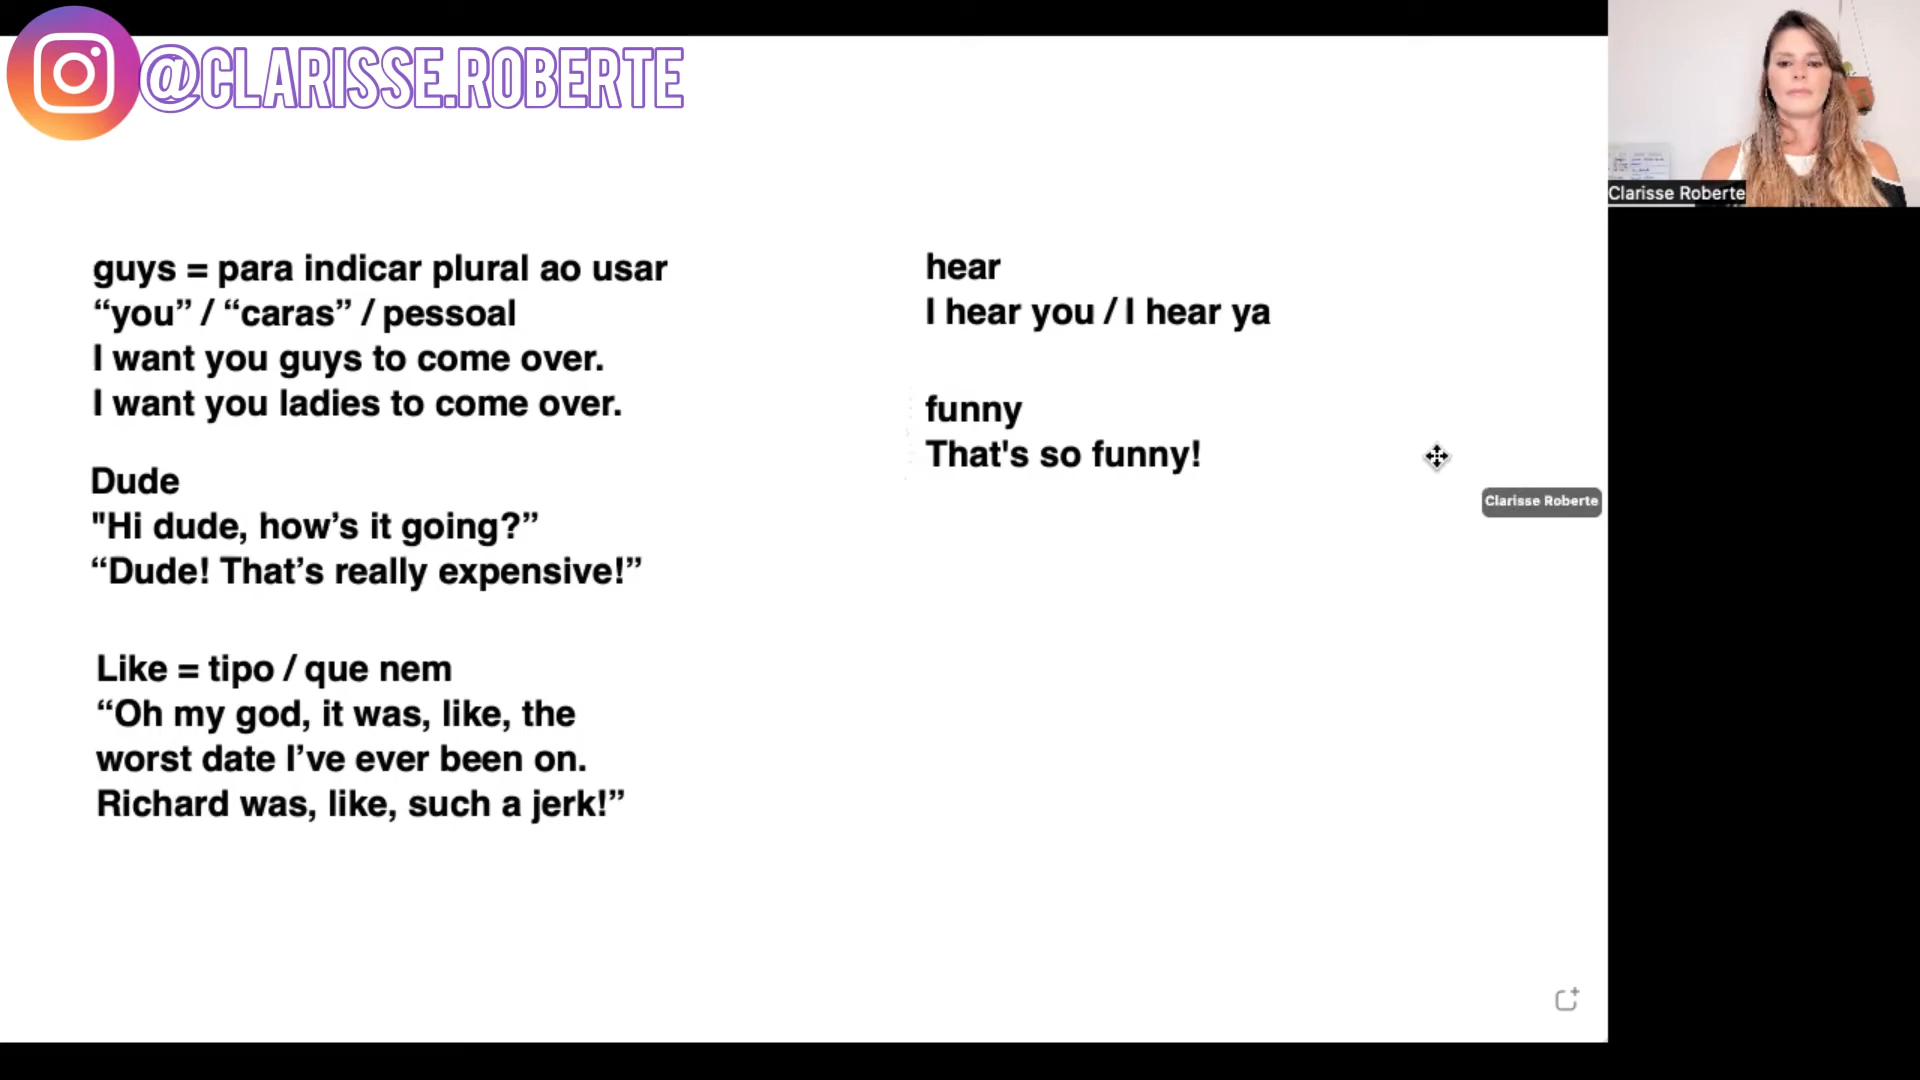 @CLARISSE.ROBERTE
guys = para indicar plural ao usar
“you” / “caras” / pessoal
I want you guys to come over.
I want you ladies to come over.
Dude
"Hi dude, how’s it going?”
“Dude! That’s really expensive!”
Like = tipo / que nem
“Oh my god, it was, like, the
worst date I’ve ever been on.
Richard was, like, such a jerk!”
hear
I hear you / I hear ya
funny
That's so funny!
Clarisse Roberte
Clarisse Roberte